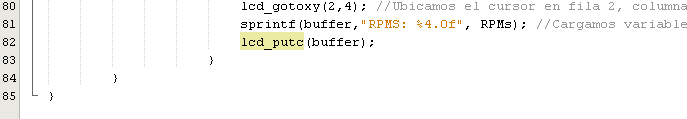 80 lcd_gotoxy(2,4); //Ubicamos el cursor en fila 2, columna
81 sprintf(buffer,"RPMS: %4.0f", RPMs); //Cargamos variable
82 lcd_putc(buffer);
83 }
84 }
85 }